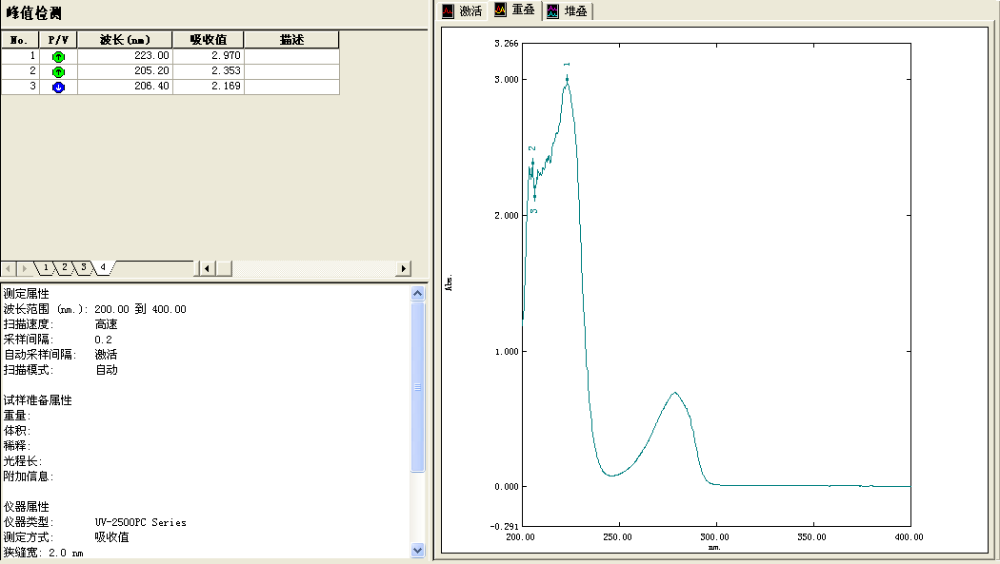 峰值检测
No. P/V 波长(nm) 吸收值 描述
1 223.00 2.970
2 205.20 2.353
3 206.40 2.169
1 2 3 4
测定属性
波长范围 (nm.): 200.00 到 400.00
扫描速度: 高速
采样间隔: 0.2
自动采样间隔: 激活
扫描模式: 自动
试样准备属性
重量:
体积:
稀释:
光程长:
附加信息:
仪器属性
仪器类型: UV-2500PC Series
测定方式: 吸收值
狭缝宽: 2.0 nm
激活 重叠 堆叠
3.266
3.000
2.000
1.000
0.000
-0.291
Abs.
1
2
3
200.00 250.00 300.00 350.00 400.00
nm.